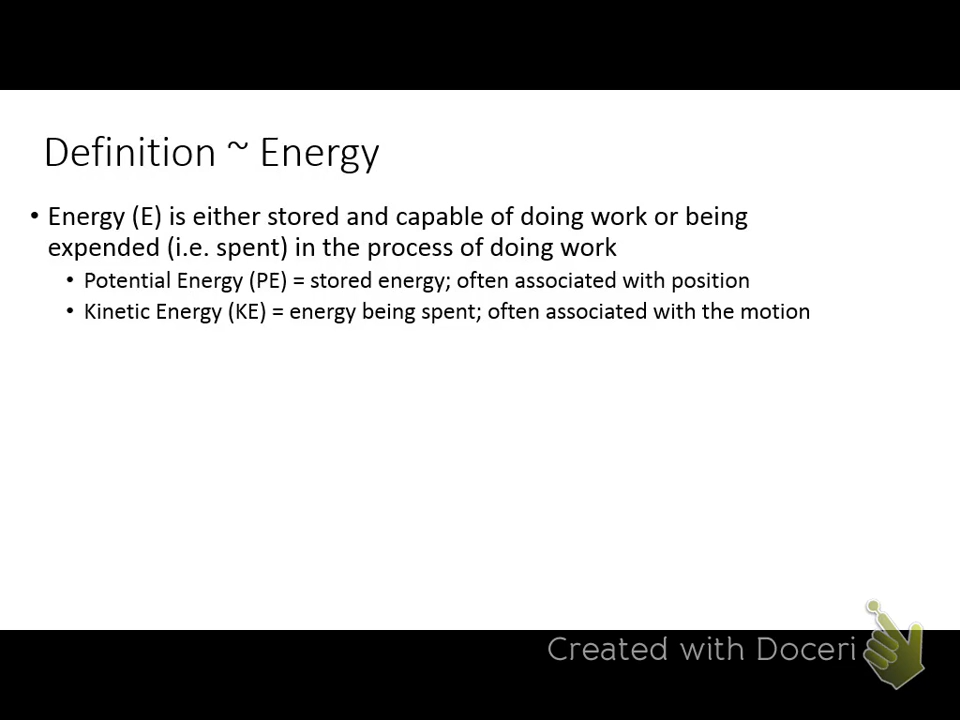 Definition ~ Energy
• Energy (E) is either stored and capable of doing work or being
expended (i.e. spent) in the process of doing work
• Potential Energy (PE) = stored energy; often associated with position
• Kinetic Energy (KE) = energy being spent; often associated with the motion
Created with Doceri